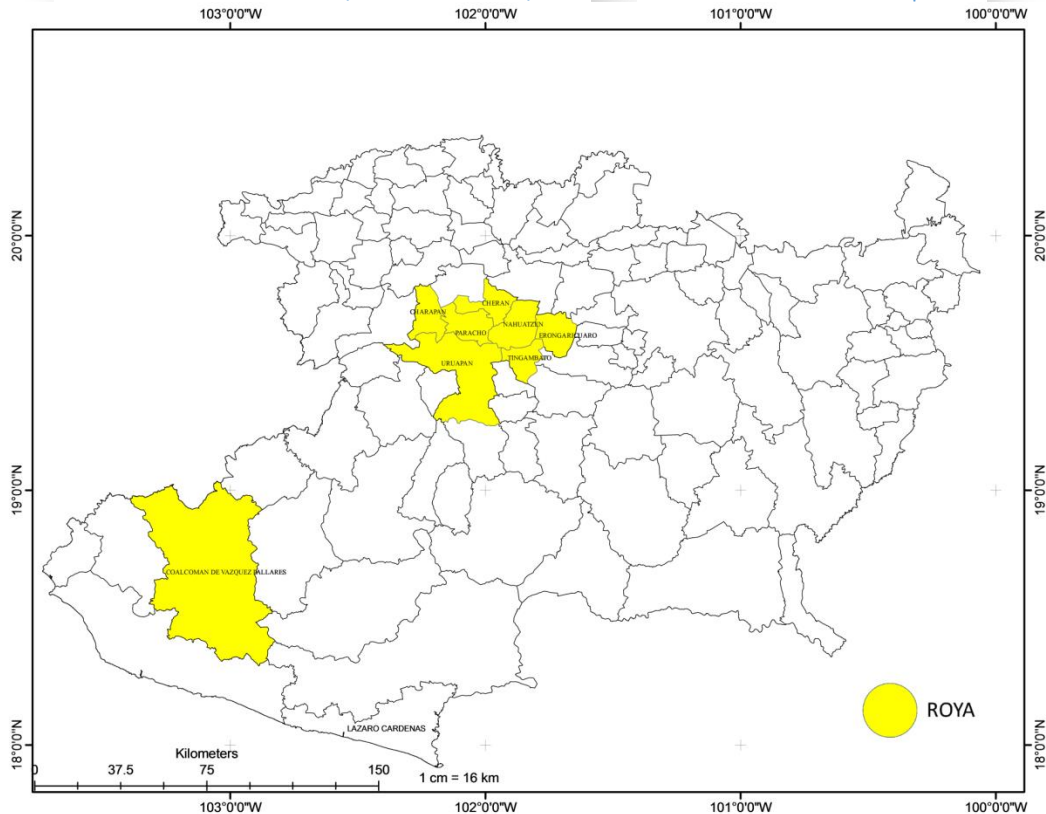 103°0'0"W 102°0'0"W 101°0'0"W 100°0'0"W
20°0'0"N 20°0'0"N
CHERAN
CHARAPAN
NAHUATZEN
PARACHO ERONGARICUARO
TINGAMBATO
URUAPAN
19°0'0"N 19°0'0"N
COALCOMAN DE VAZQUEZ PALLARES
ROYA
LAZARO CARDENAS
18°0'0"N 18°0'0"N
Kilometers
0 37.5 75 150
1 cm = 16 km
103°0'0"W 102°0'0"W 101°0'0"W 100°0'0"W